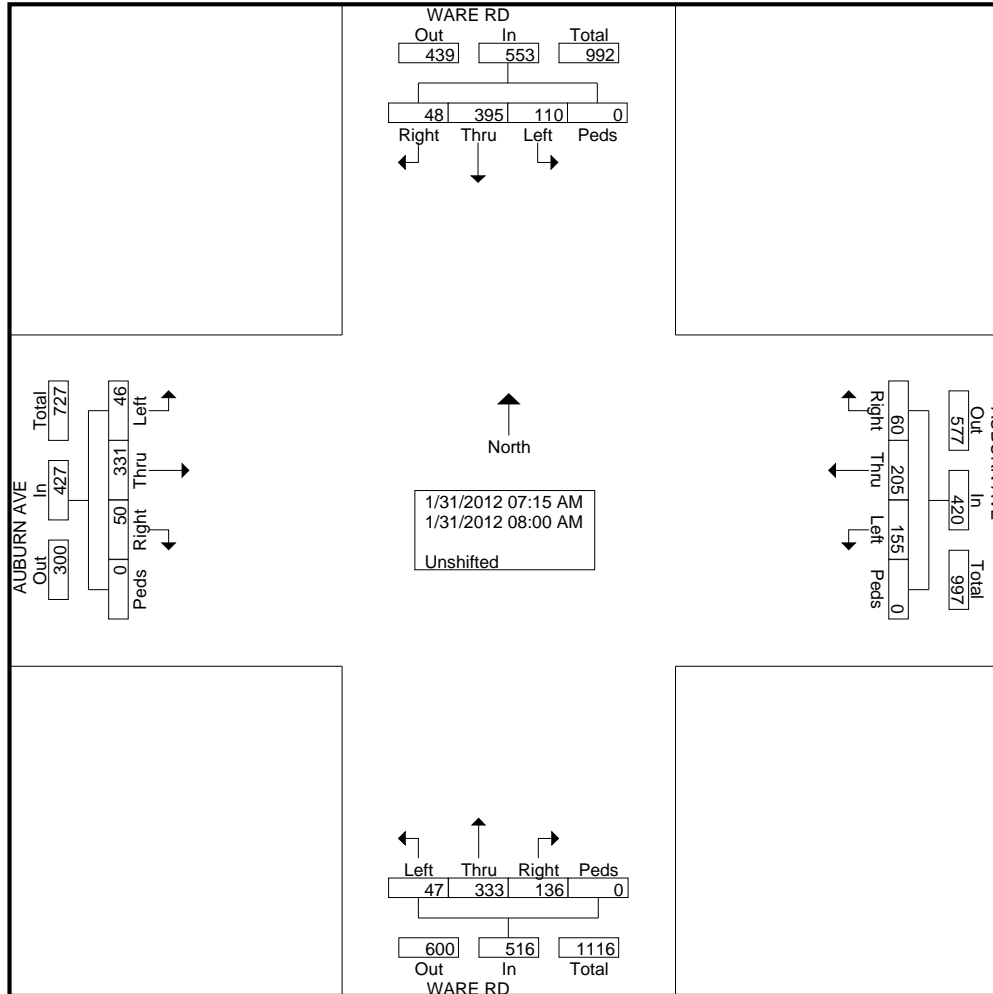 WARE RD
Out In Total
439 553 992
48 395 110 0
Right Thru Left Peds
AUBURN AVE
Total In Out
727 427 300
46 331 50 0
Left Thru Right Peds
North
1/31/2012 07:15 AM
1/31/2012 08:00 AM
Unshifted
Right Thru Left Peds
60 205 155 0
Out In Total
577 420 997
Left Thru Right Peds
47 333 136 0
600 516 1116
Out In Total
WARE RD